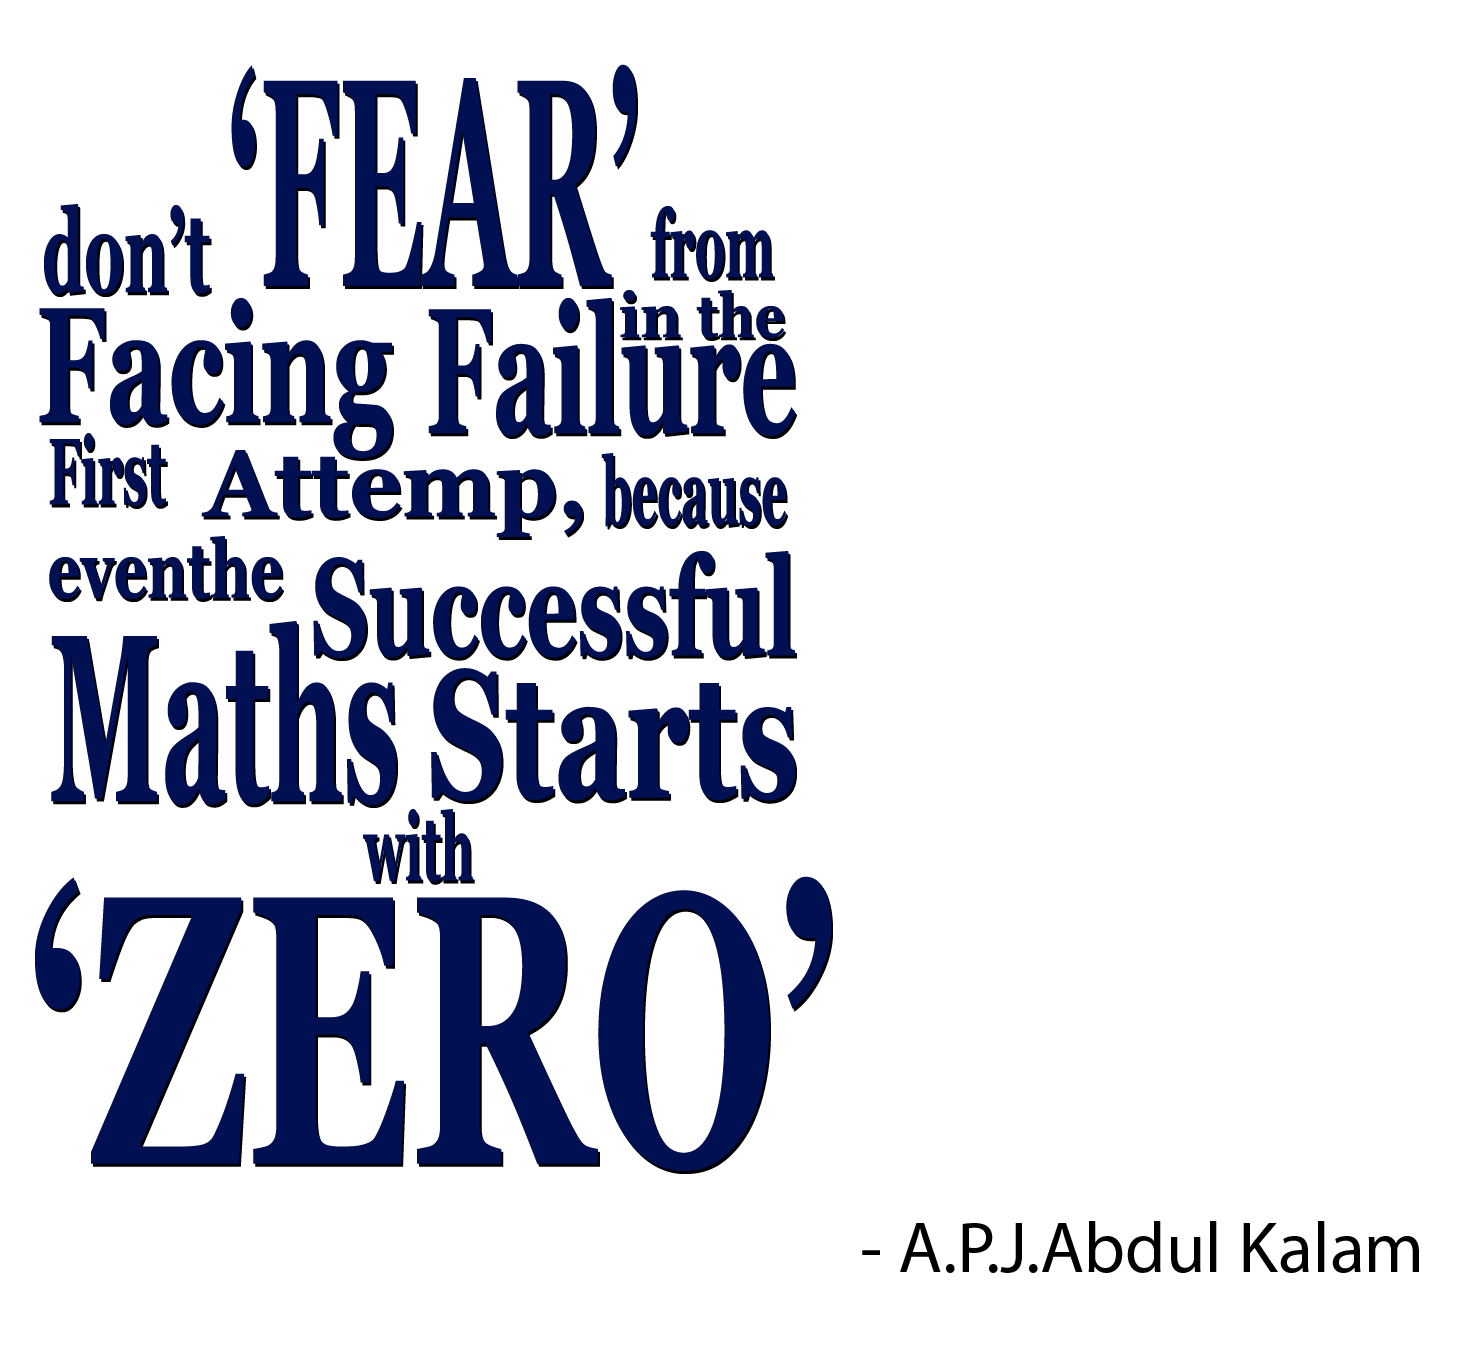 don't 'FEAR' from
Facing Failure in the
First Attemp, because
eventhe Successful
Maths Starts
with
'ZERO'
- A.P.J.Abdul Kalam